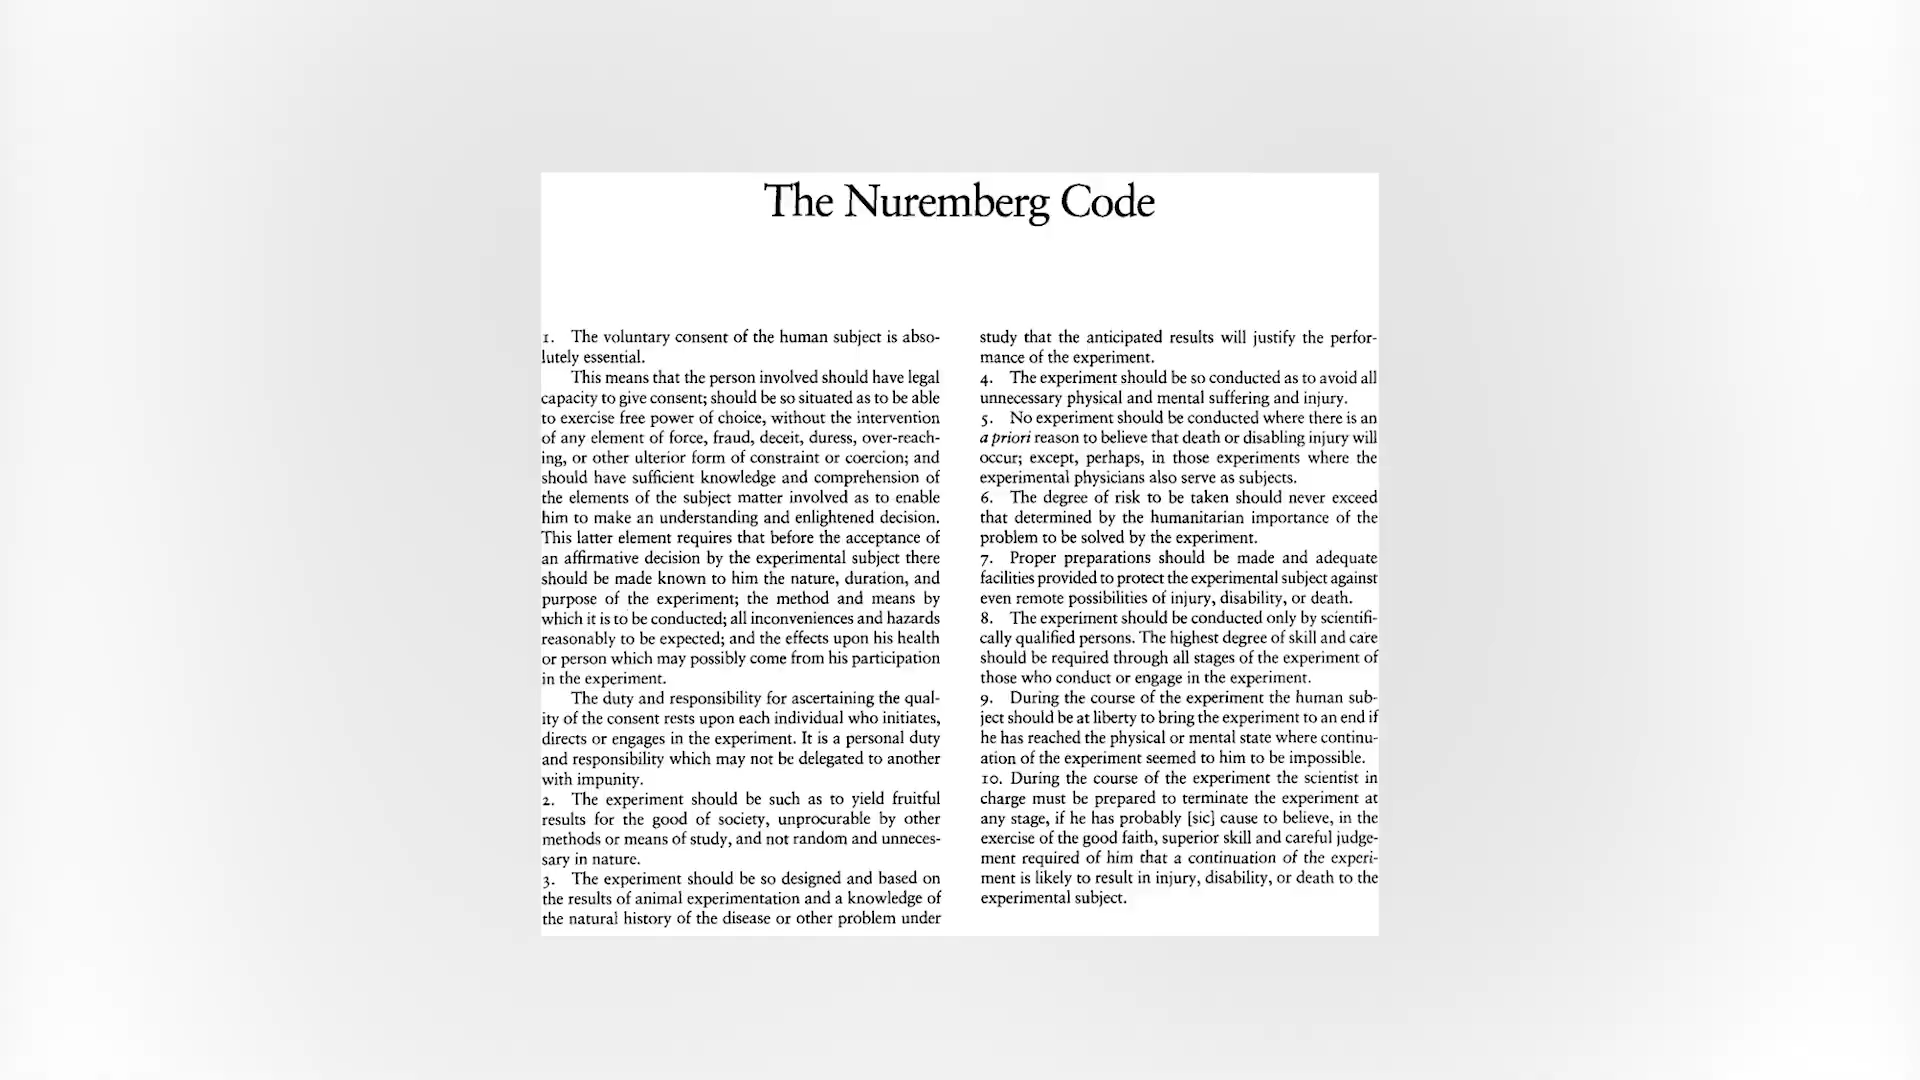 The Nuremberg Code
1. The voluntary consent of the human subject is abso-
lutely essential.
This means that the person involved should have legal
capacity to give consent; should be so situated as to be able
to exercise free power of choice, without the intervention
of any element of force, fraud, deceit, duress, over-reach-
ing, or other ulterior form of constraint or coercion; and
should have sufficient knowledge and comprehension of
the elements of the subject matter involved as to enable
him to make an understanding and enlightened decision.
This latter element requires that before the acceptance of
an affirmative decision by the experimental subject there
should be made known to him the nature, duration, and
purpose of the experiment; the method and means by
which it is to be conducted; all inconveniences and hazards
reasonably to be expected; and the effects upon his health
or person which may possibly come from his participation
in the experiment.
The duty and responsibility for ascertaining the qual-
ity of the consent rests upon each individual who initiates,
directs or engages in the experiment. It is a personal duty
and responsibility which may not be delegated to another
with impunity.
2. The experiment should be such as to yield fruitful
results for the good of society, unprocurable by other
methods or means of study, and not random and unneces-
sary in nature.
3. The experiment should be so designed and based on
the results of animal experimentation and a knowledge of
the natural history of the disease or other problem under
study that the anticipated results will justify the perfor-
mance of the experiment.
4. The experiment should be so conducted as to avoid all
unnecessary physical and mental suffering and injury.
5. No experiment should be conducted where there is an
a priori reason to believe that death or disabling injury will
occur; except, perhaps, in those experiments where the
experimental physicians also serve as subjects.
6. The degree of risk to be taken should never exceed
that determined by the humanitarian importance of the
problem to be solved by the experiment.
7. Proper preparations should be made and adequate
facilities provided to protect the experimental subject against
even remote possibilities of injury, disability, or death.
8. The experiment should be conducted only by scientifi-
cally qualified persons. The highest degree of skill and care
should be required through all stages of the experiment of
those who conduct or engage in the experiment.
9. During the course of the experiment the human sub-
ject should be at liberty to bring the experiment to an end if
he has reached the physical or mental state where continu-
ation of the experiment seemed to him to be impossible.
10. During the course of the experiment the scientist in
charge must be prepared to terminate the experiment at
any stage, if he has probably [sic] cause to believe, in the
exercise of the good faith, superior skill and careful judge-
ment required of him that a continuation of the experi-
ment is likely to result in injury, disability, or death to the
experimental subject.